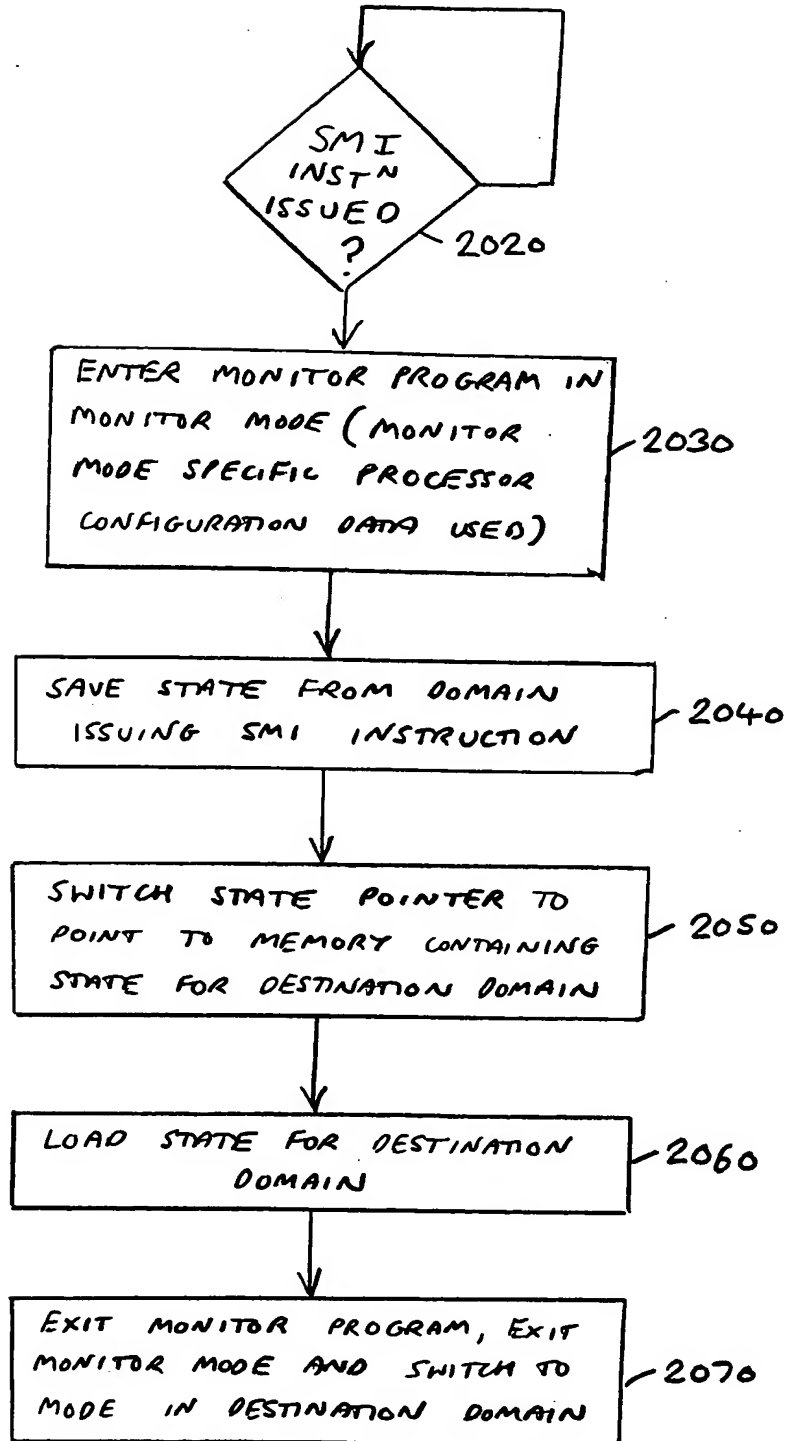 SMI
INSTN
ISSUED
?
2020
ENTER MONITOR PROGRAM IN
MONITOR MODE (MONITOR
MODE SPECIFIC PROCESSOR
CONFIGURATION DATA USED)
2030
SAVE STATE FROM DOMAIN
ISSUING SMI INSTRUCTION
2040
SWITCH STATE POINTER TO
POINT TO MEMORY CONTAINING
STATE FOR DESTINATION DOMAIN
2050
LOAD STATE FOR DESTINATION
DOMAIN
2060
EXIT MONITOR PROGRAM, EXIT
MONITOR MODE AND SWITCH TO
MODE IN DESTINATION DOMAIN
2070